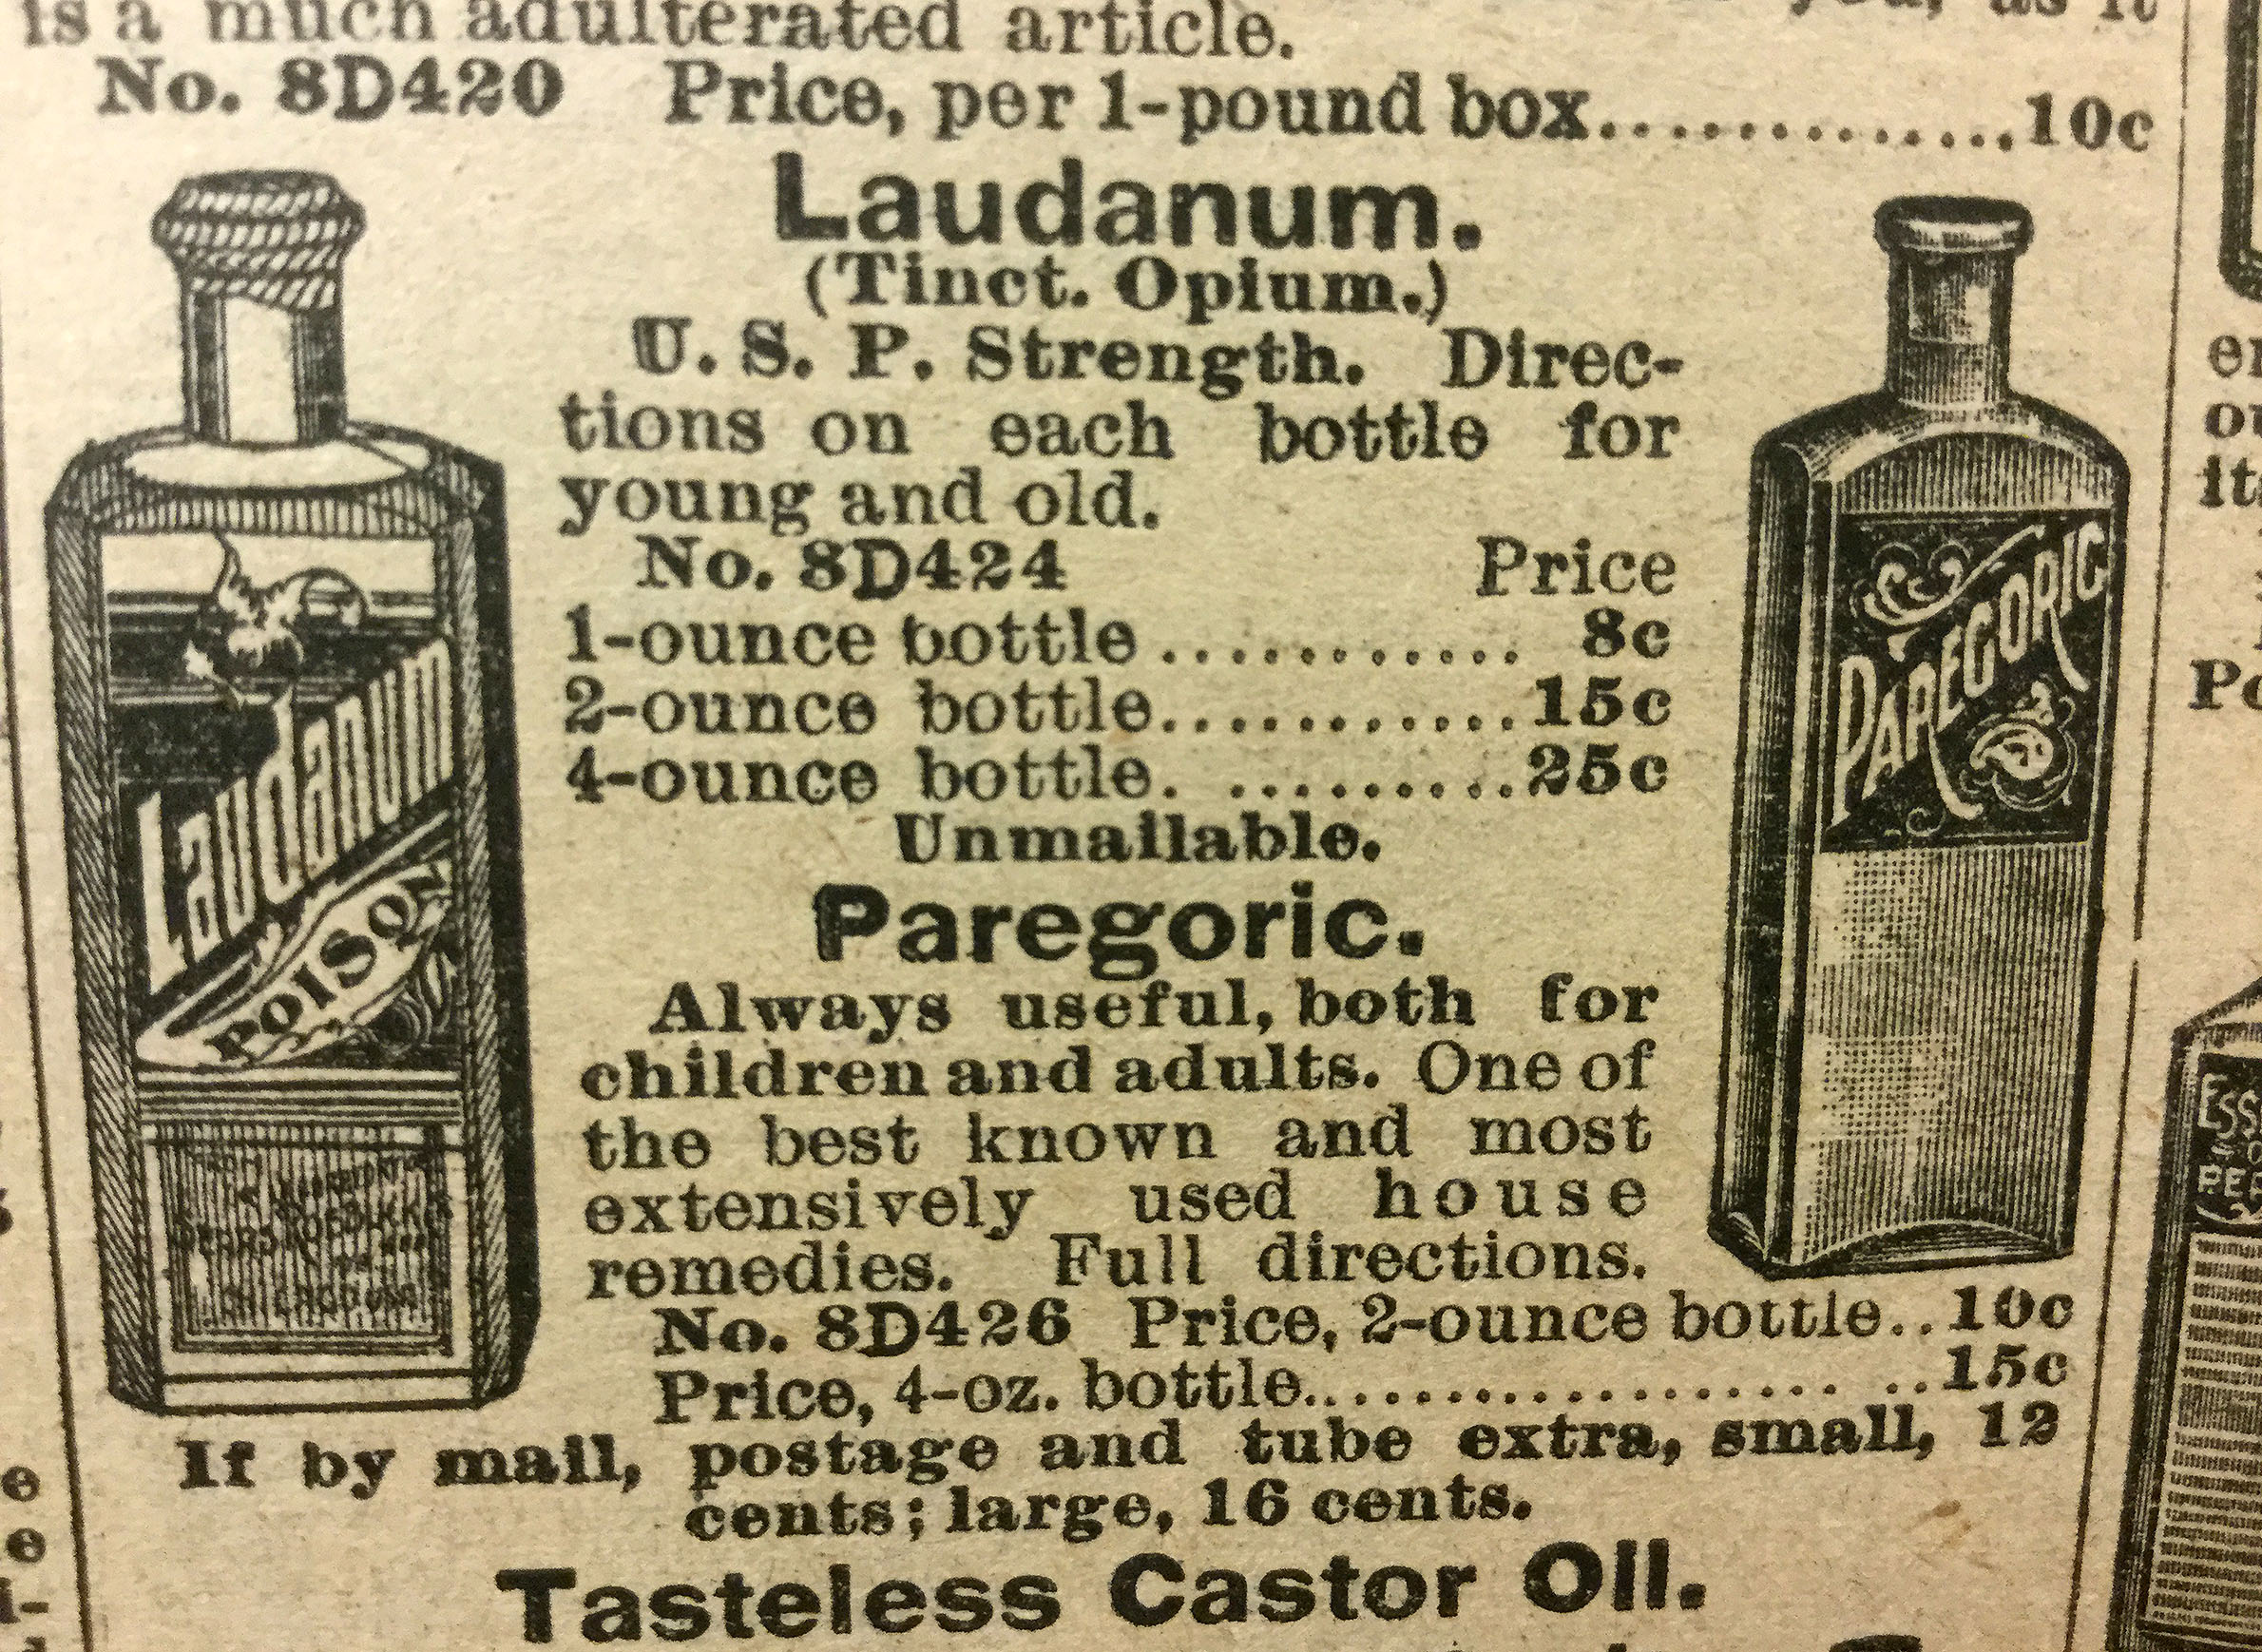 is a much adulterated article.
No. 8D420 Price, per 1-pound box..............10c
Laudanum.
(Tinct. Opium.)
U. S. P. Strength. Direc-
tions on each bottle for
young and old.
No. 8D424 Price
1-ounce bottle........... 8c
2-ounce bottle...........15c
4-ounce bottle. .........25c
Unmailable.
Laudanum
POISON
Paregoric.
Always useful, both for
children and adults. One of
the best known and most
extensively used house
remedies. Full directions.
No. 8D426 Price, 2-ounce bottle..10c
Price, 4-oz. bottle.................. ..15c
If by mail, postage and tube extra, small, 12
cents; large, 16 cents.
PAREGORIC
Tasteless Castor Oil.